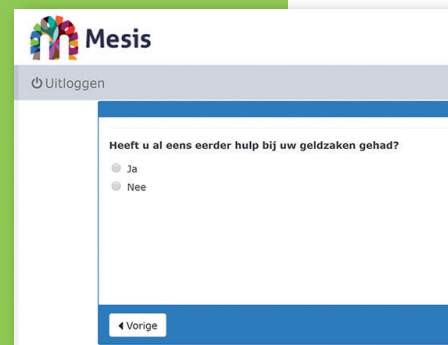 Mesis
Uitloggen
Heeft u al eens eerder hulp bij uw geldzaken gehad?
Ja
Nee
Vorige